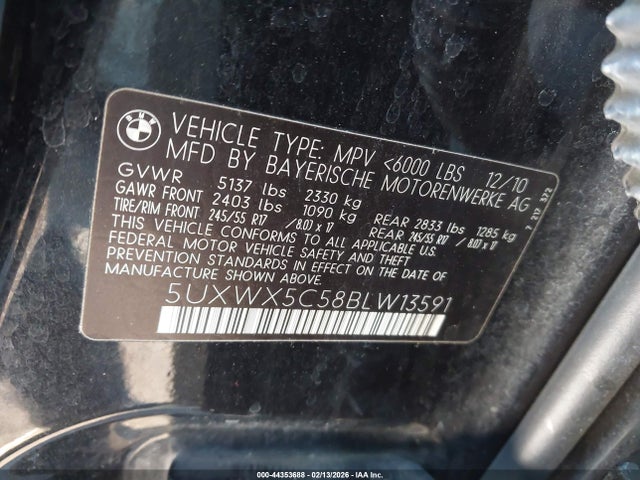 BMW
VEHICLE TYPE: MPV <6000 LBS 12/10
MFD BY BAYERISCHE MOTORENWERKE AG
GVWR 5137 lbs 2330 kg
GAWR FRONT 2403 lbs 1090 kg REAR 2833 lbs 1285 kg
TIRE/RIM FRONT 245/55 R17 /8.0J x 17 REAR 245/55 R17 /8.0J x 17
THIS VEHICLE CONFORMS TO ALL APPLICABLE U.S.
FEDERAL MOTOR VEHICLE SAFETY, BUMPER AND THEFT
PREVENTION STANDARDS IN EFFECT ON THE DATE OF
MANUFACTURE SHOWN ABOVE.
5UXWX5C58BLW13591
000-44353688 - 02/13/2026 - IAA Inc.